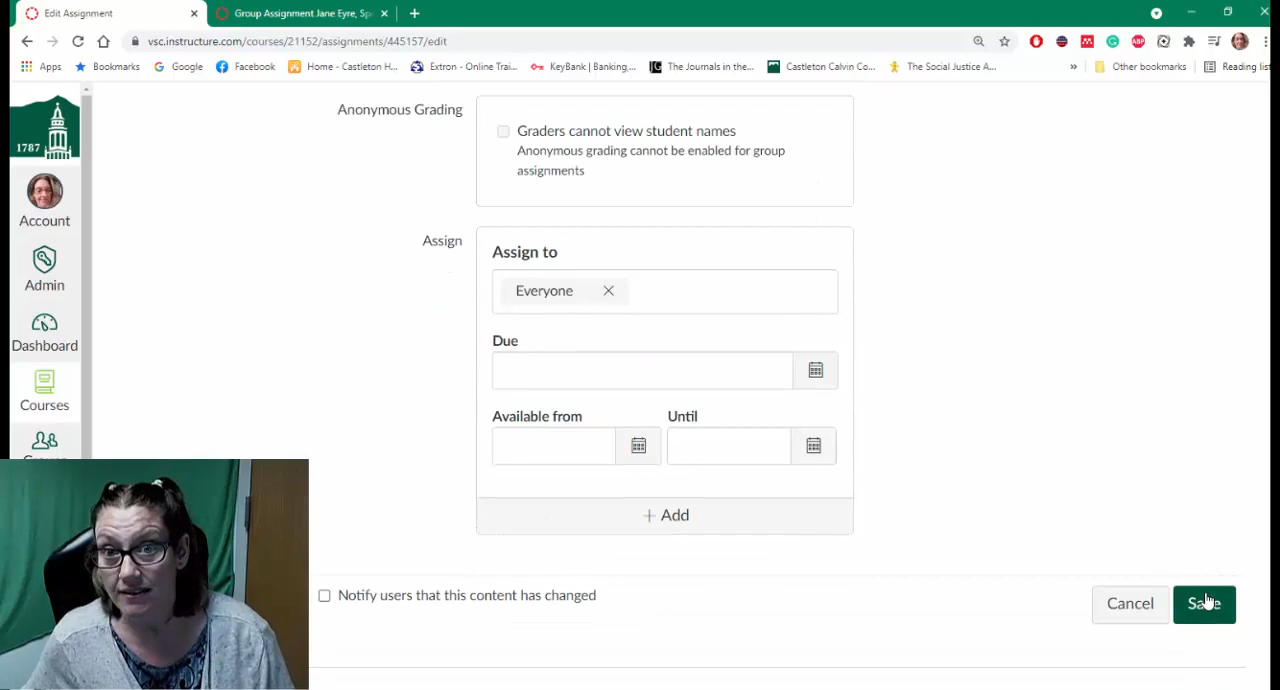 Edit Assignment
Group Assignment Jane Eyre, Sp
vsc.instructure.com/courses/21152/assignments/445157/edit
Apps
Bookmarks
Google
Facebook
Home - Castleton H...
Extron - Online Trai...
KeyBank | Banking,...
The Journals in the...
Castleton Calvin Co...
The Social Justice A...
»
Other bookmarks
Reading list
1787
Account
Admin
Dashboard
Courses
Anonymous Grading
Graders cannot view student names
Anonymous grading cannot be enabled for group
assignments
Assign
Assign to
Everyone
Due
Available from
Until
+ Add
Notify users that this content has changed
Cancel
Save